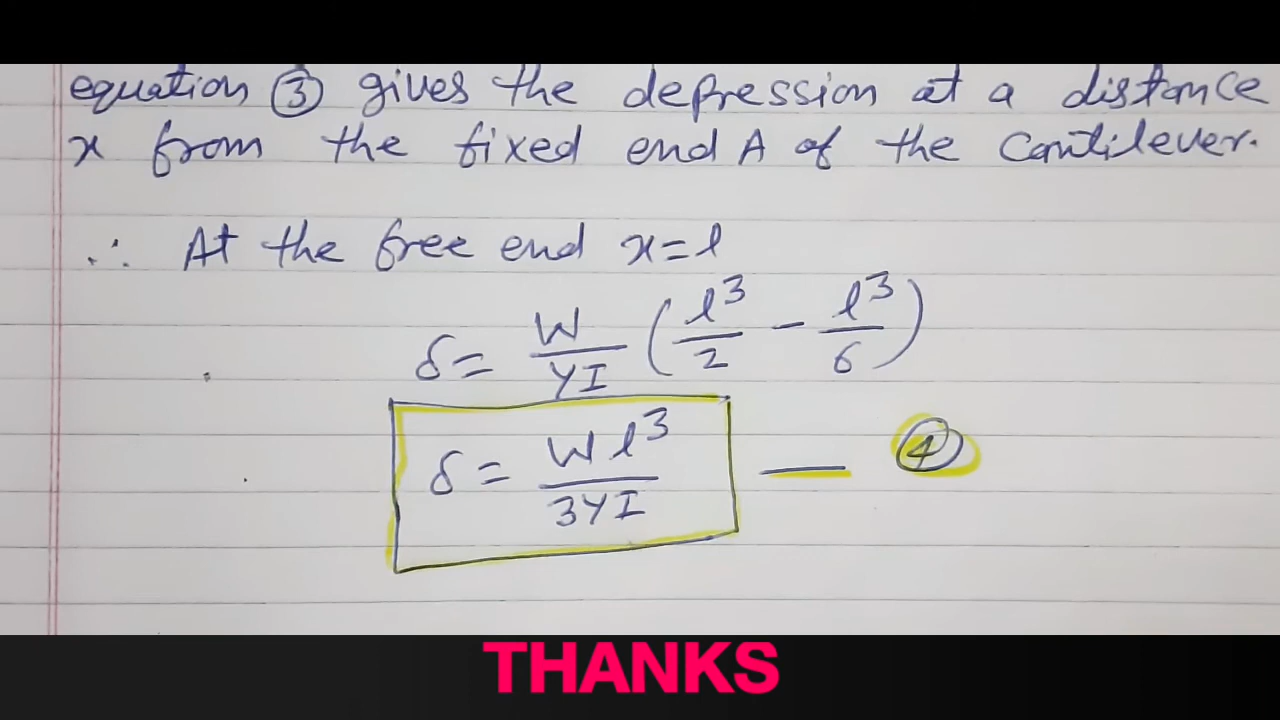 equation ③ gives the depression at a distance
x from the fixed end A of the Cantilever.
∴ At the free end x=l
δ = W/YI (l³/2 − l³/6)
δ = Wl³/3YI — ④
THANKS